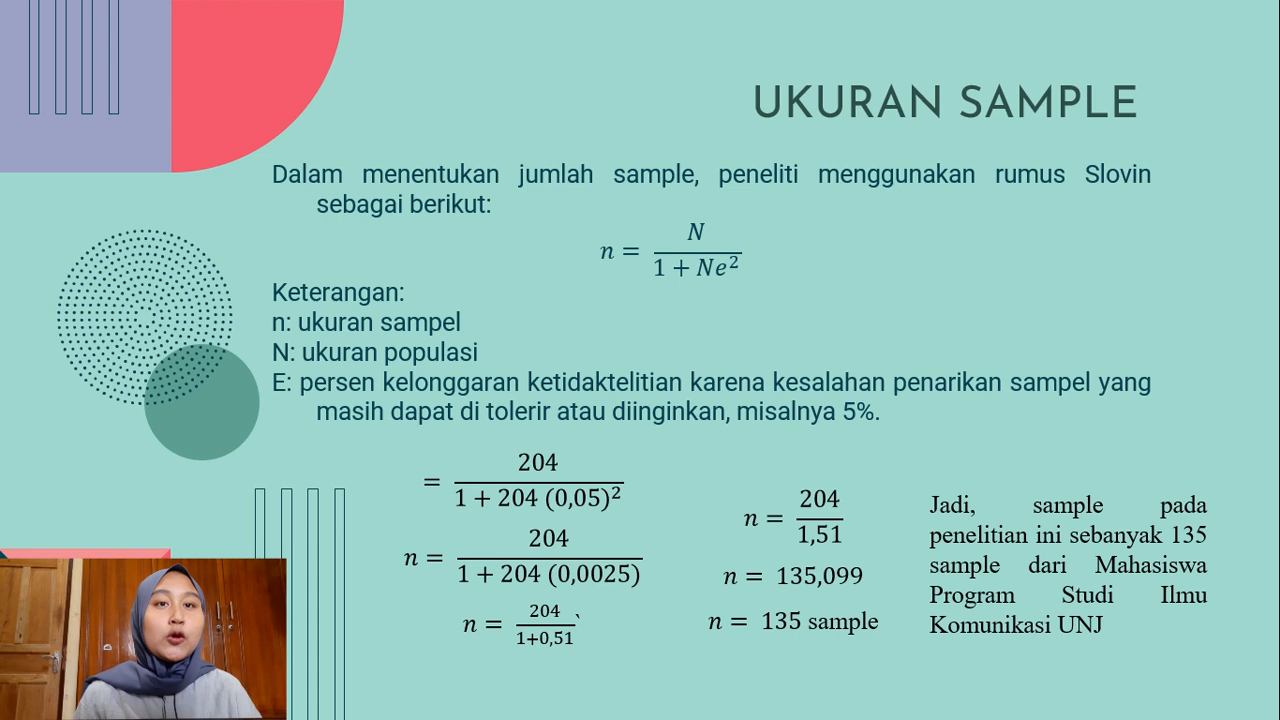 UKURAN SAMPLE
Dalam menentukan jumlah sample, peneliti menggunakan rumus Slovin
sebagai berikut:
n = N / 1 + Ne²
Keterangan:
n: ukuran sampel
N: ukuran populasi
E: persen kelonggaran ketidaktelitian karena kesalahan penarikan sampel yang
masih dapat di tolerir atau diinginkan, misalnya 5%.
= 204 / 1 + 204 (0,05)²
n = 204 / 1 + 204 (0,0025)
n = 204 / 1+0,51`
n = 204 / 1,51
n = 135,099
n = 135 sample
Jadi, sample pada
penelitian ini sebanyak 135
sample dari Mahasiswa
Program Studi Ilmu
Komunikasi UNJ